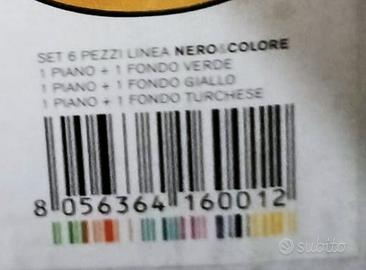 SET 6 PEZZI LINEA NERO&COLORE
1 PIANO + 1 FONDO VERDE
1 PIANO + 1 FONDO GIALLO
1 PIANO + 1 FONDO TURCHESE
8 056364 160012
subito